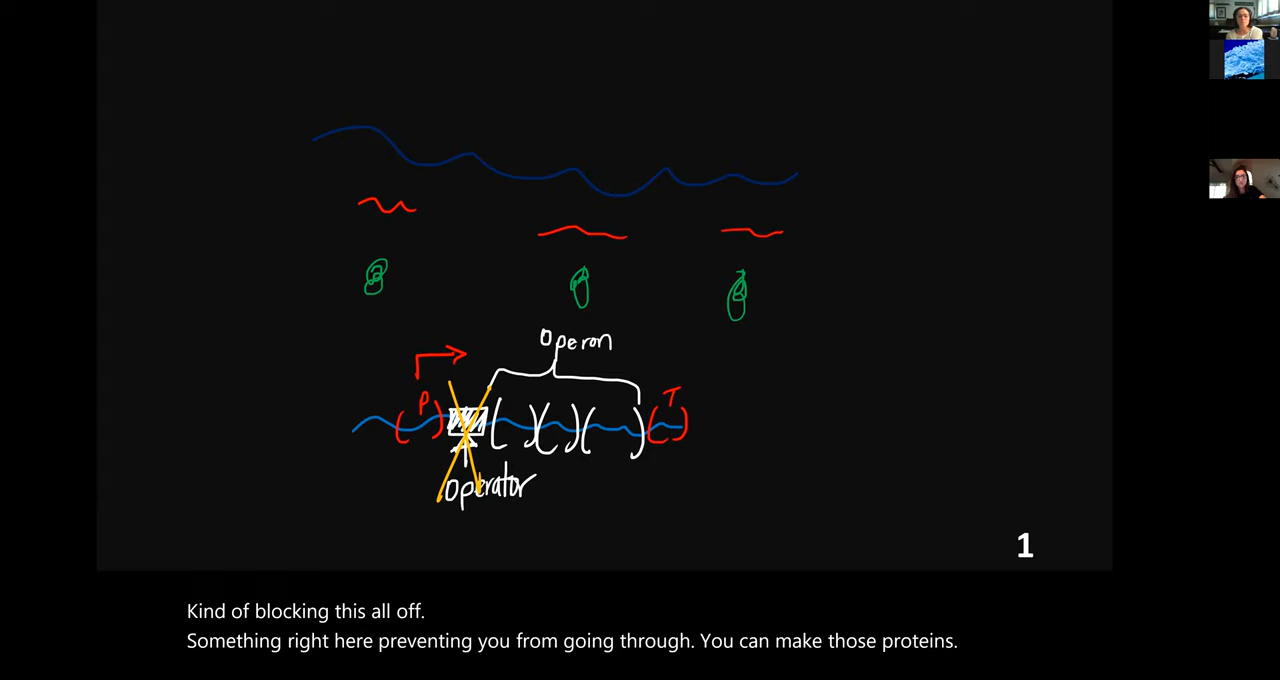 Operon
P
T
Operator
1
Kind of blocking this all off.
Something right here preventing you from going through. You can make those proteins.